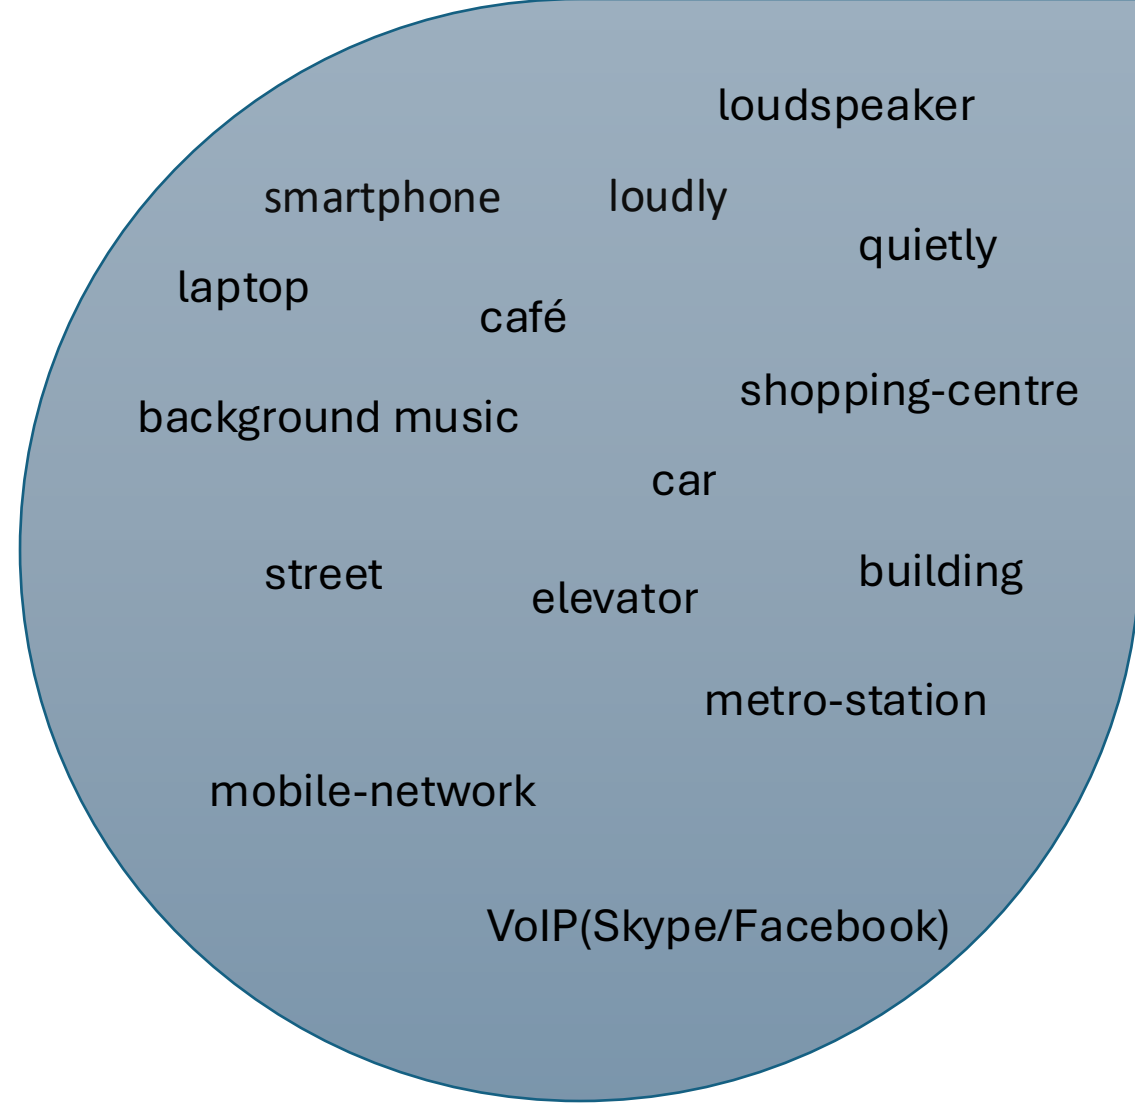 loudspeaker
smartphone
loudly
quietly
laptop
café
shopping-centre
background music
car
street
elevator
building
metro-station
mobile-network
VoIP(Skype/Facebook)